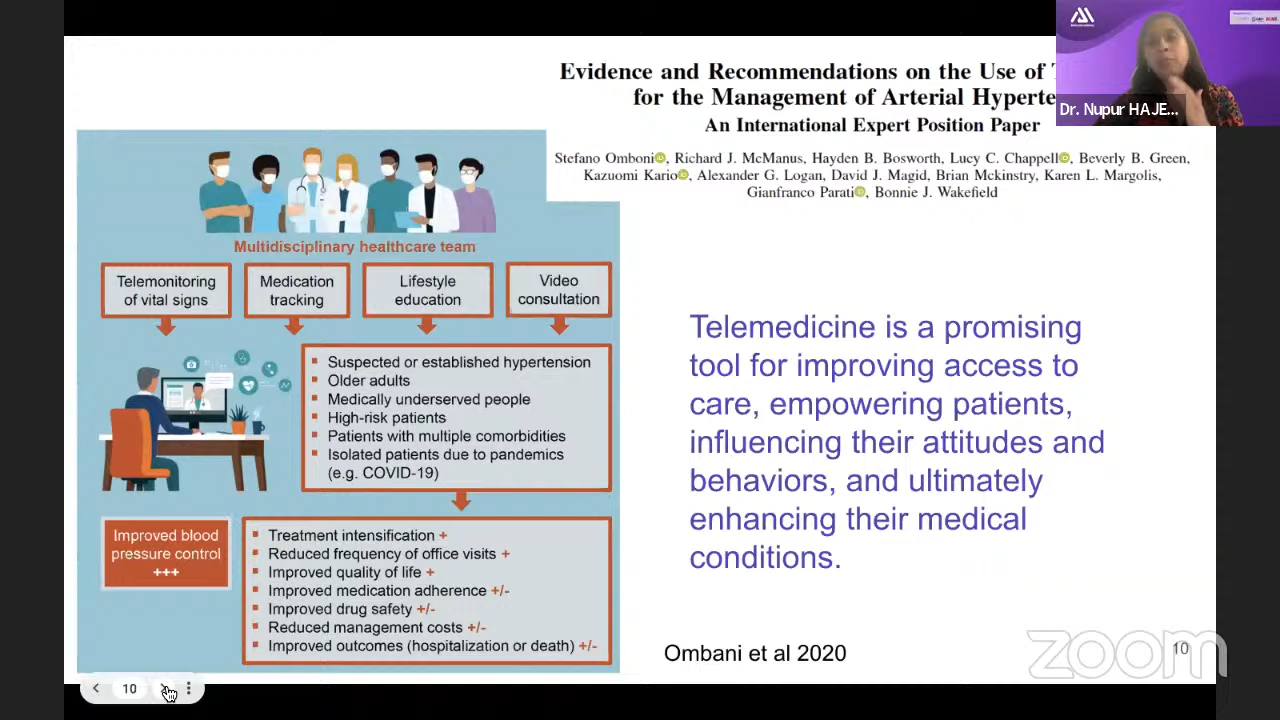 Evidence and Recommendations on the Use of
for the Management of Arterial Hyperte
An International Expert Position Paper
Dr. Nupur HAJE...
Stefano Omboni, Richard J. McManus, Hayden B. Bosworth, Lucy C. Chappell, Beverly B. Green,
Kazuomi Kario, Alexander G. Logan, David J. Magid, Brian Mckinstry, Karen L. Margolis,
Gianfranco Parati, Bonnie J. Wakefield
Multidisciplinary healthcare team
Telemonitoring
of vital signs
Medication
tracking
Lifestyle
education
Video
consultation
Suspected or established hypertension
Older adults
Medically underserved people
High-risk patients
Patients with multiple comorbidities
Isolated patients due to pandemics
(e.g. COVID-19)
Improved blood
pressure control
+++
Treatment intensification +
Reduced frequency of office visits +
Improved quality of life +
Improved medication adherence +/-
Improved drug safety +/-
Reduced management costs +/-
Improved outcomes (hospitalization or death) +/-
Telemedicine is a promising
tool for improving access to
care, empowering patients,
influencing their attitudes and
behaviors, and ultimately
enhancing their medical
conditions.
Ombani et al 2020
10
zoom
10